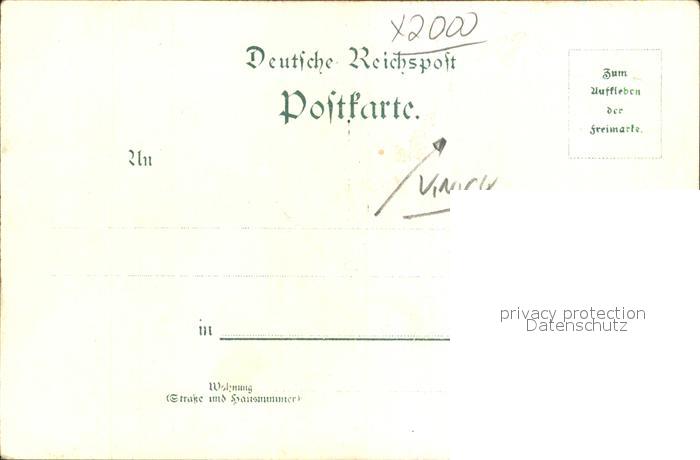 x2000
Deutsche Reichspost
Postkarte.
Zum
Aufkleben
der
Freimarke.
An
privacy protection
Datenschutz
in
Wohnung
(Straße und Hausnummer)